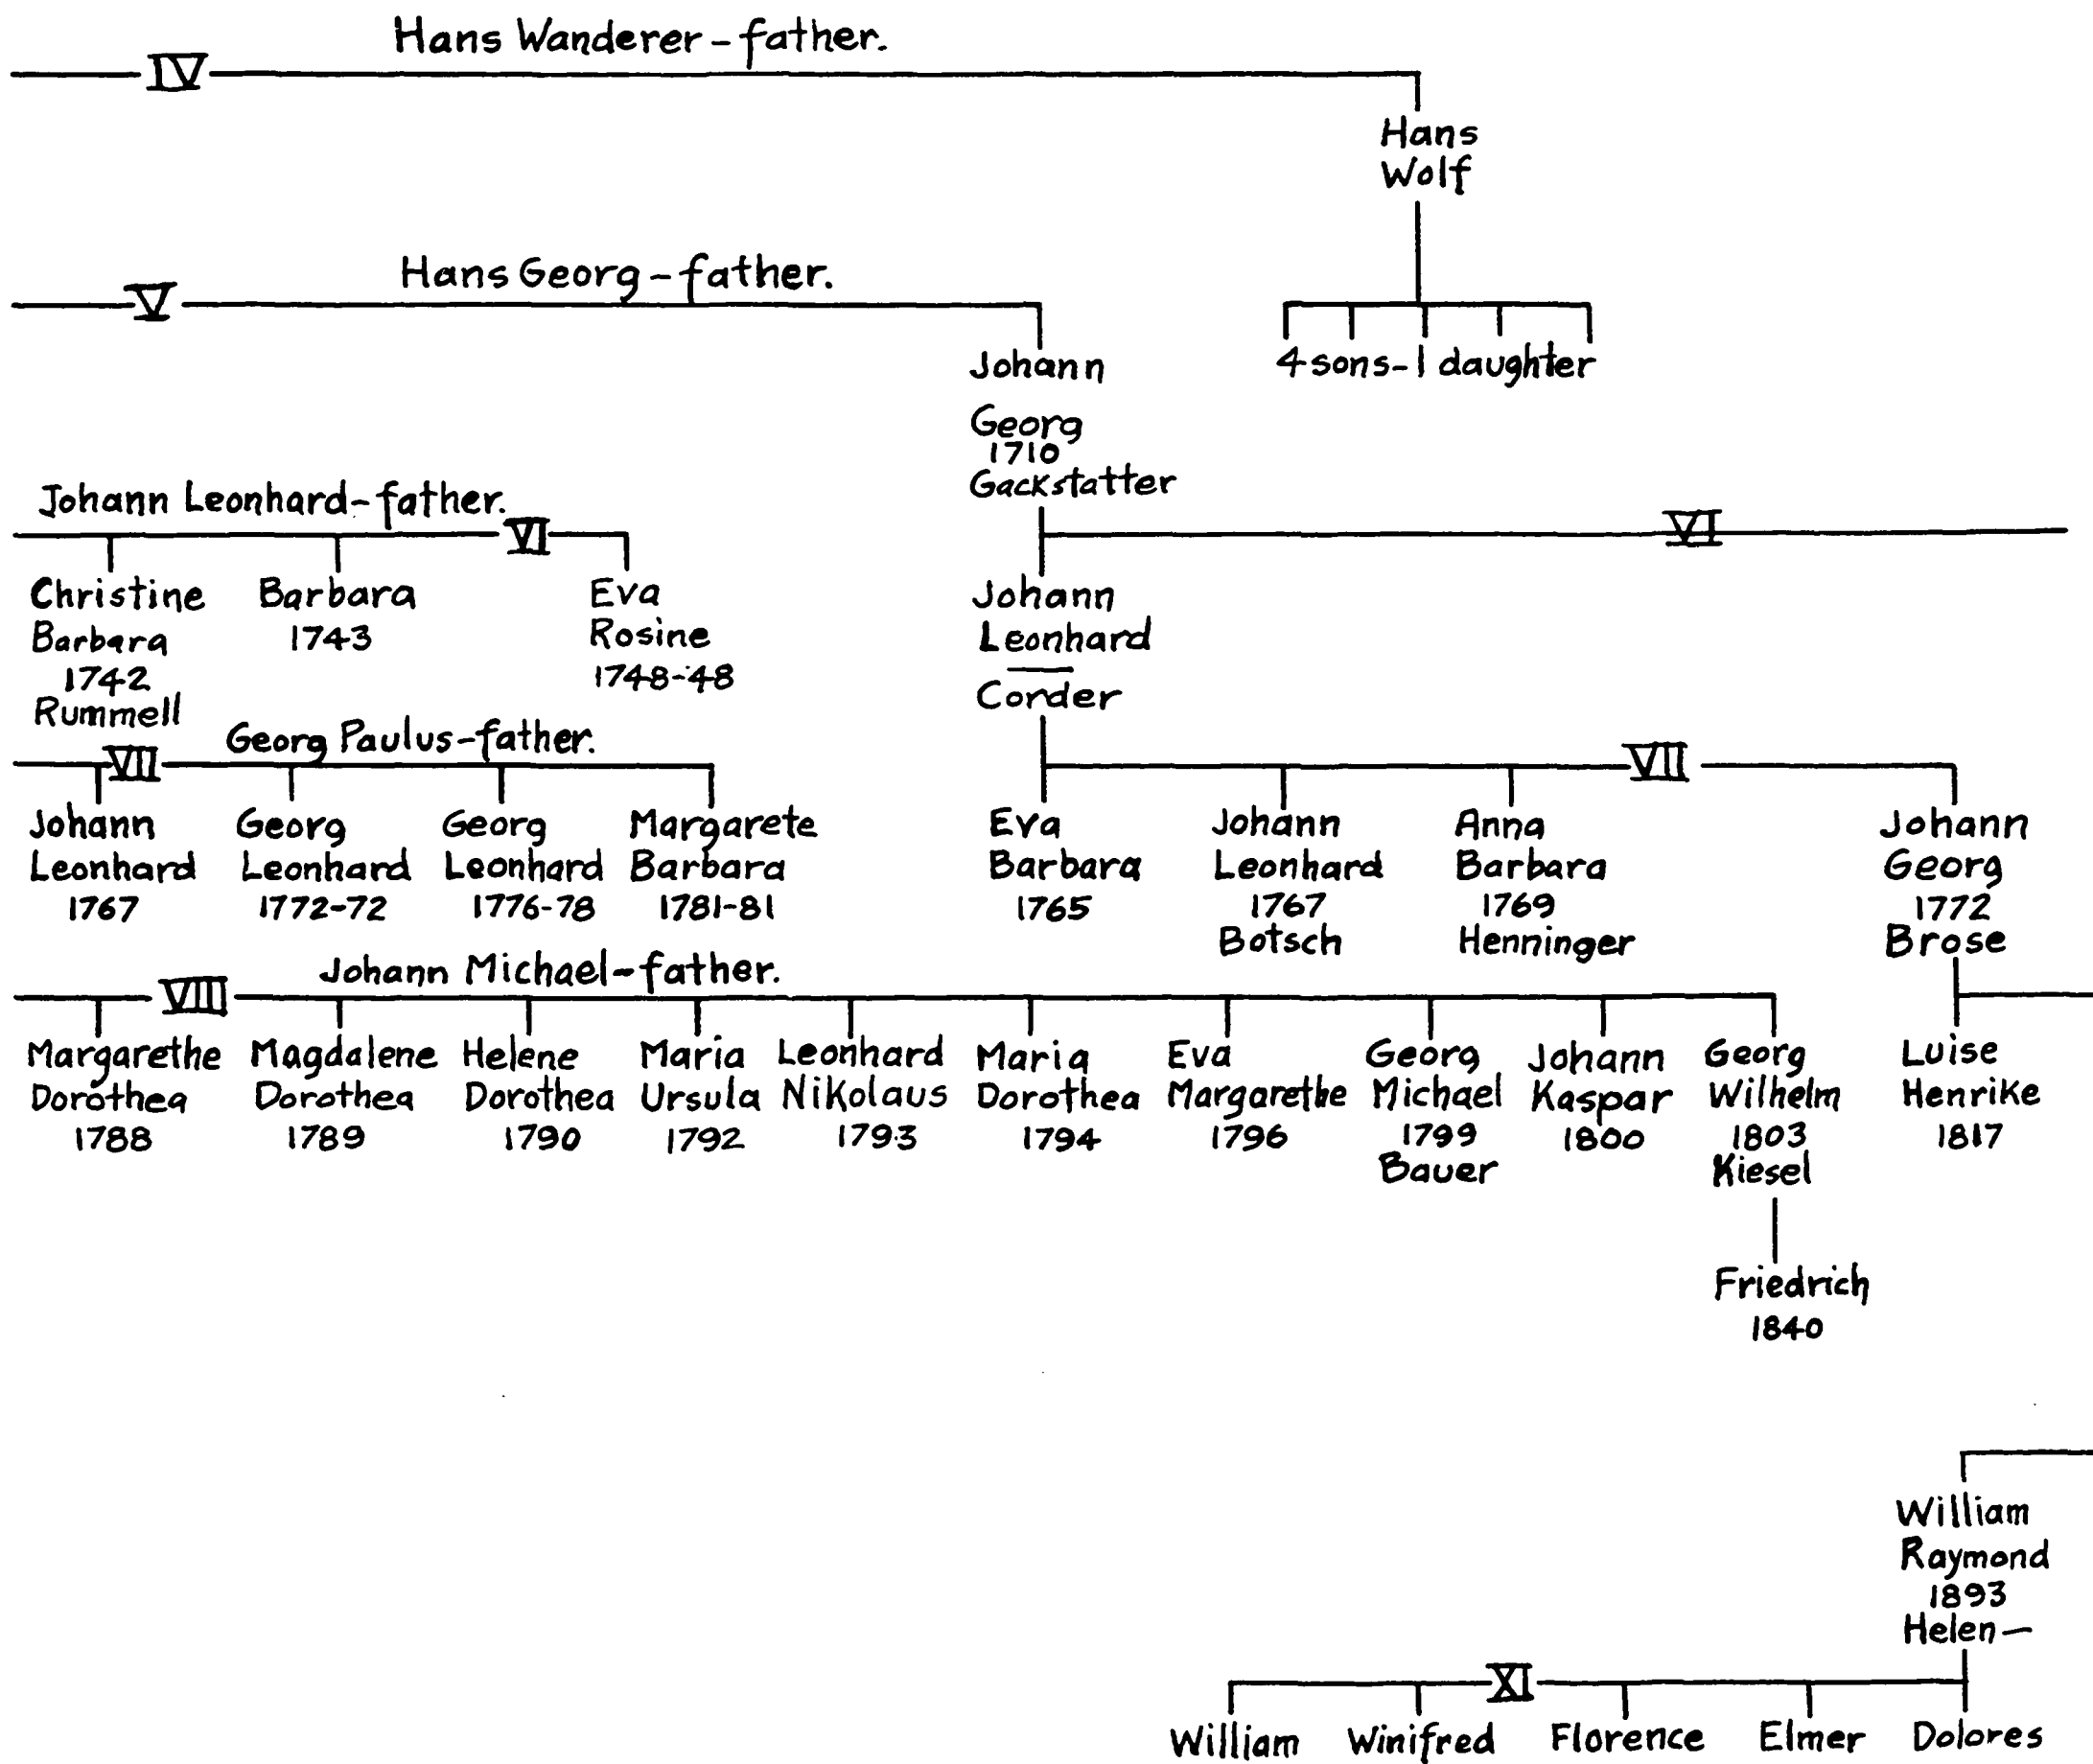 Hans Wanderer - father.
IV
Hans
Wolf
Hans Georg - father.
V
Johann
Georg
1710
Gackstatter
4 sons - 1 daughter
Johann Leonhard - father.
VI
VI
Christine
Barbara
1742
Rummell
Barbara
1743
Eva
Rosine
1748-48
Johann
Leonhard
Corder
Georg Paulus - father.
VII
VII
Johann
Leonhard
1767
Georg
Leonhard
1772-72
Georg
Leonhard
1776-78
Margarete
Barbara
1781-81
Eva
Barbara
1765
Johann
Leonhard
1767
Botsch
Anna
Barbara
1769
Henninger
Johann
Georg
1772
Brose
Johann Michael - father.
VIII
Margarethe
Dorothea
1788
Magdalene
Dorothea
1789
Helene
Dorothea
1790
Maria
Ursula
1792
Leonhard
Nikolaus
1793
Maria
Dorothea
1794
Eva
Margarethe
1796
Georg
Michael
1799
Bauer
Johann
Kaspar
1800
Georg
Wilhelm
1803
Kiesel
Luise
Henrike
1817
Friedrich
1840
William
Raymond
1893
Helen —
XI
William
Winifred
Florence
Elmer
Dolores